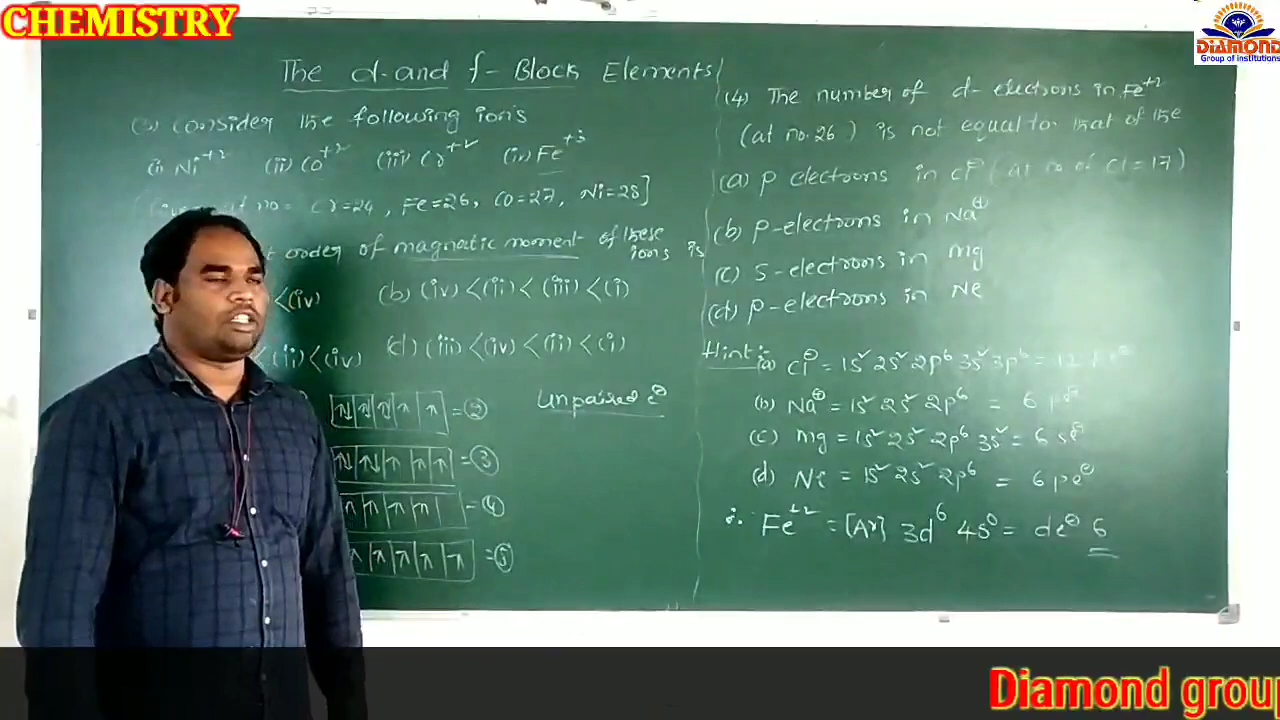 CHEMISTRY
DIAMOND
Group of institutions
The d-and f-Block Elements
consider the following ions
(i) Ni⁺² (ii) Co⁺² (iii) Cr⁺² (iv) Fe⁺³
at no = Cr=24, Fe=26, Co=27, Ni=28]
order of magnetic moment of these ions is
<(iv) (b) (iv) < (ii) < (iii) < (i)
<(ii) <(iv) (d) (iii) <(iv) < (ii) < (i)
Unpaired e⊖
= ②
= ③
= ④
= ⑤
(4) The number of d-electrons in Fe⁺²
(at no. 26) is not equal to that of the
(a) p electrons in Cl⊖ (at no of Cl = 17)
(b) p-electrons in Na⊕
(c) s-electrons in mg
(d) p-electrons in Ne
Hint:-
(a) Cl⊖ = 1s² 2s² 2p⁶ 3s² 3p⁶ = 12 pe⊖
(b) Na⊕ = 1s² 2s² 2p⁶ = 6 pe⊖
(c) mg = 1s² 2s² 2p⁶ 3s² = 6 se⊖
(d) Ne = 1s² 2s² 2p⁶ = 6 pe⊖
∴ Fe⁺² = [Ar] 3d⁶ 4s⁰ = de⊖ 6
Diamond group